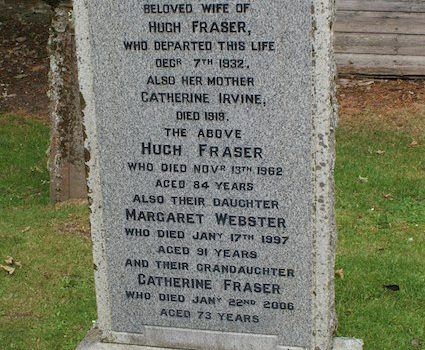 BELOVED WIFE OF
HUGH FRASER,
WHO DEPARTED THIS LIFE
DECR 7TH 1932,
ALSO HER MOTHER
CATHERINE IRVINE,
DIED 1919.
THE ABOVE
HUGH FRASER
WHO DIED NOVR 13TH 1962
AGED 84 YEARS
ALSO THEIR DAUGHTER
MARGARET WEBSTER
WHO DIED JANY 17TH 1997
AGED 91 YEARS
AND THEIR GRANDAUGHTER
CATHERINE FRASER
WHO DIED JANY 22ND 2006
AGED 73 YEARS